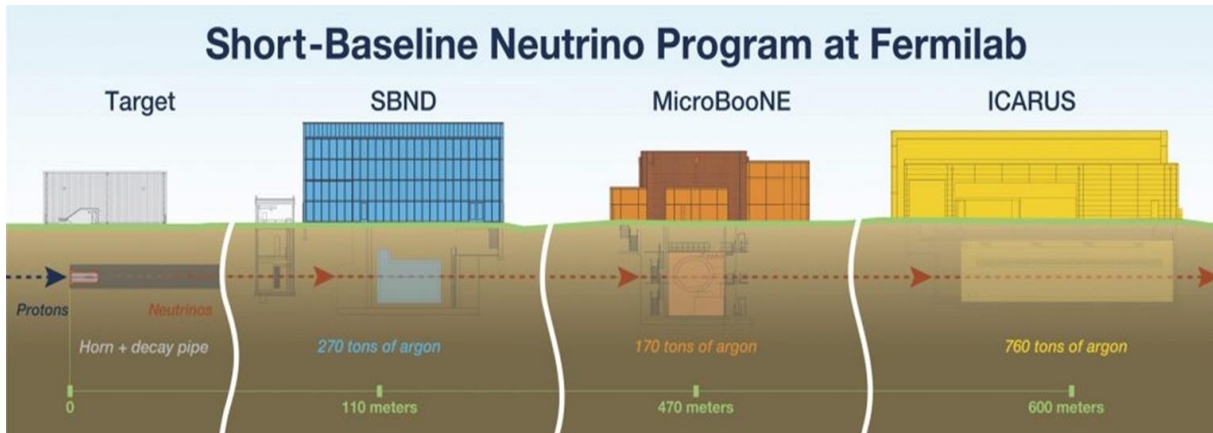 Short-Baseline Neutrino Program at Fermilab
Target
SBND
MicroBooNE
ICARUS
Protons
Neutrinos
Horn + decay pipe
270 tons of argon
170 tons of argon
760 tons of argon
0
110 meters
470 meters
600 meters